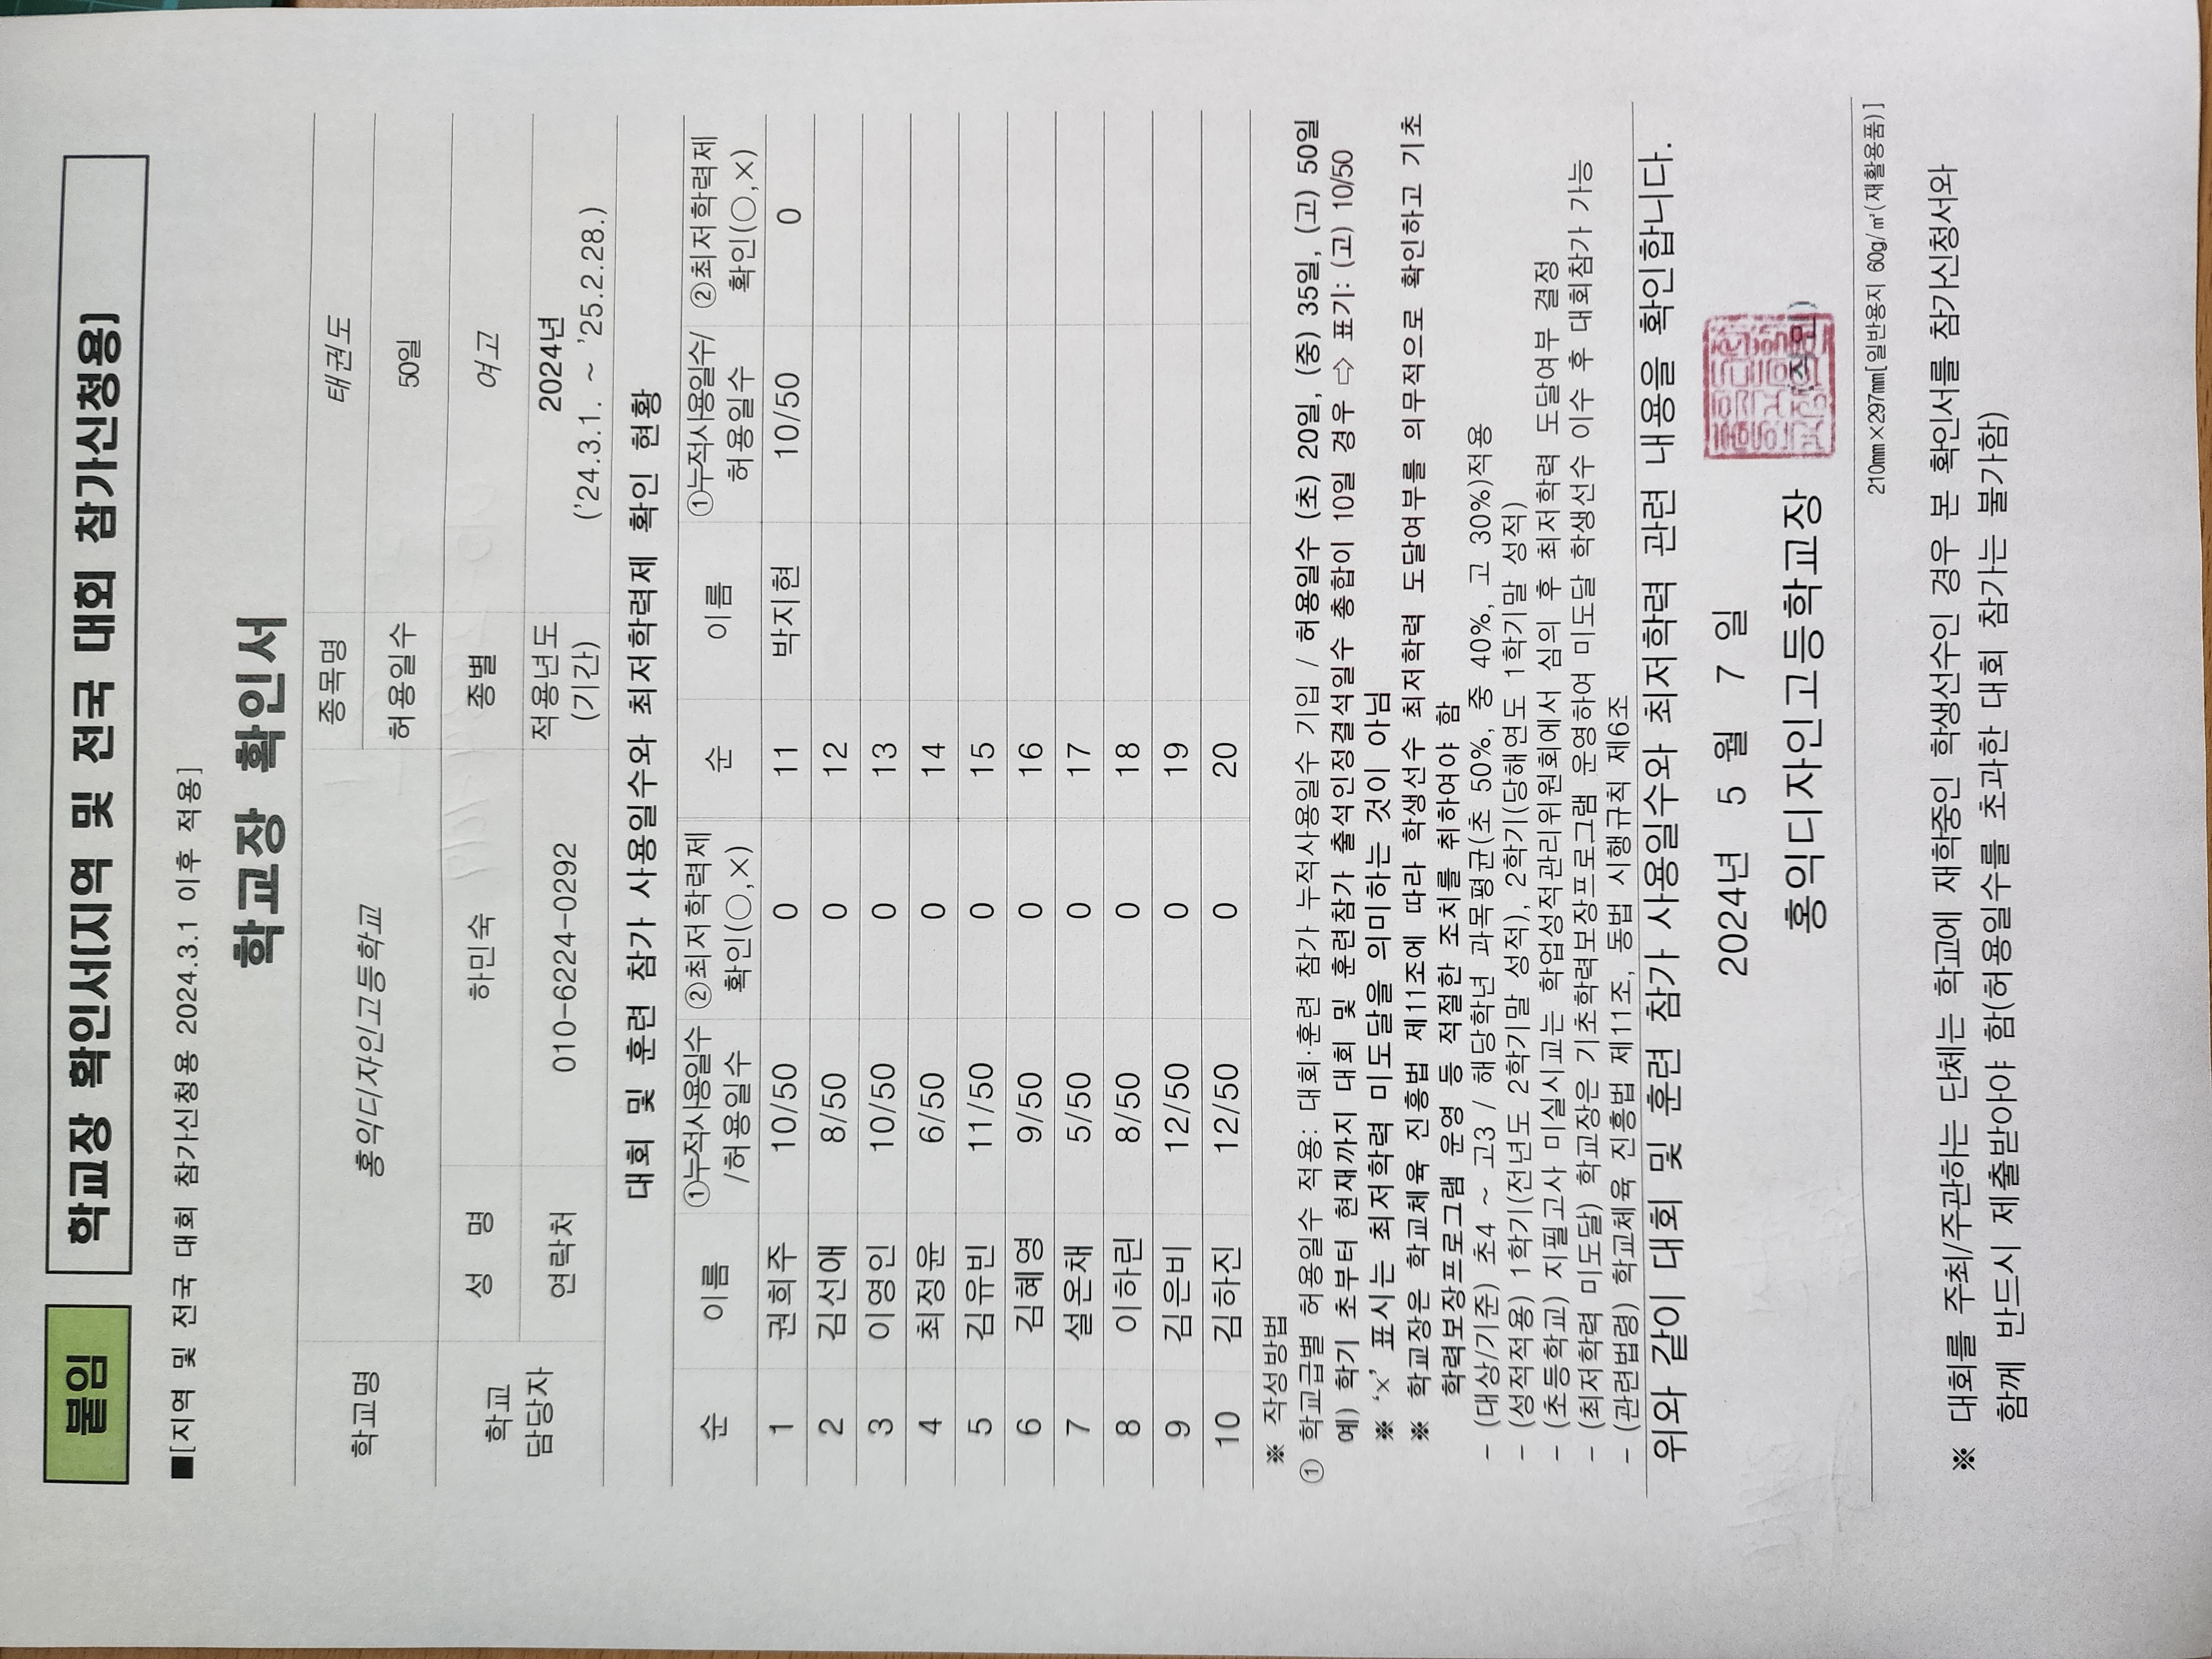 붙임 학교장 확인서(지역 및 전국 대회 참가신청용)
■[지역 및 전국 대회 참가신청용 2024.3.1 이후 적용]
학교장 확인서
학교명 홍익디자인고등학교 종목명 태권도
허용일수 50일
학교 담당자 성 명 하민숙 종별 여고
연락처 010-6224-0292 적용년도 (기간) 2024년
('24.3.1. ~ '25.2.28.)
대회 및 훈련 참가 사용일수와 최저학력제 확인 현황
순 이름 ①누적사용일수 /허용일수 ②최저학력제 확인(○,×) 순 이름 ①누적사용일수/ 허용일수 ②최저학력제 확인(○,×)
1 권희주 10/50 0 11 박지현 10/50 0
2 김선애 8/50 0 12
3 이영인 10/50 0 13
4 최정윤 6/50 0 14
5 김유빈 11/50 0 15
6 김혜영 9/50 0 16
7 설온채 5/50 0 17
8 이하린 8/50 0 18
9 김은비 12/50 0 19
10 김하진 12/50 0 20
※ 작성방법
① 학교급별 허용일수 적용: 대회·훈련 참가 누적사용일수 기입 / 허용일수 (초) 20일, (중) 35일, (고) 50일
예) 학기 초부터 현재까지 대회 및 훈련참가 출석인정결석일수 총합이 10일 경우 ⇨ 표기: (고) 10/50
※ ‘×’ 표시는 최저학력 미도달을 의미하는 것이 아님
※ 학교장은 학교체육 진흥법 제11조에 따라 학생선수 최저학력 도달여부를 의무적으로 확인하고 기초
학력보장프로그램 운영 등 적절한 조치를 취하여야 함
- (대상/기준) 초4 ~ 고3 / 해당학년 과목평균(초 50%, 중 40%, 고 30%)적용
- (성적적용) 1학기(전년도 2학기말 성적), 2학기(당해연도 1학기말 성적)
- (초등학교) 지필고사 미실시교는 학업성적관리위원회에서 심의 후 최저학력 도달여부 결정
- (최저학력 미도달) 학교장은 기초학력보장프로그램 운영하여 미도달 학생선수 이수 후 대회참가 가능
- (관련법령) 학교체육 진흥법 제11조, 동법 시행규칙 제6조
위와 같이 대회 및 훈련 참가 사용일수와 최저학력 관련 내용을 확인합니다.
2024년 5 월 7 일
홍익디자인고등학교장 (직인)
210㎜×297㎜[일반용지 60g/㎡(재활용품)]
※ 대회를 주최/주관하는 단체는 학교에 재학중인 학생선수인 경우 본 확인서를 참가신청서와
함께 반드시 제출받아야 함(허용일수를 초과한 대회 참가는 불가함)